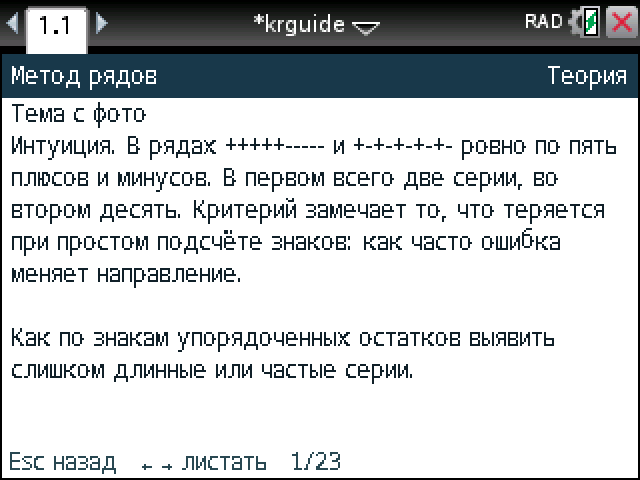 1.1
*krguide
RAD
Метод рядов
Теория
Тема с фото
Интуиция. В рядах +++++----- и +-+-+-+-+- ровно по пять
плюсов и минусов. В первом всего две серии, во
втором десять. Критерий замечает то, что теряется
при простом подсчёте знаков: как часто ошибка
меняет направление.
Как по знакам упорядоченных остатков выявить
слишком длинные или частые серии.
Esc назад ← → листать 1/23